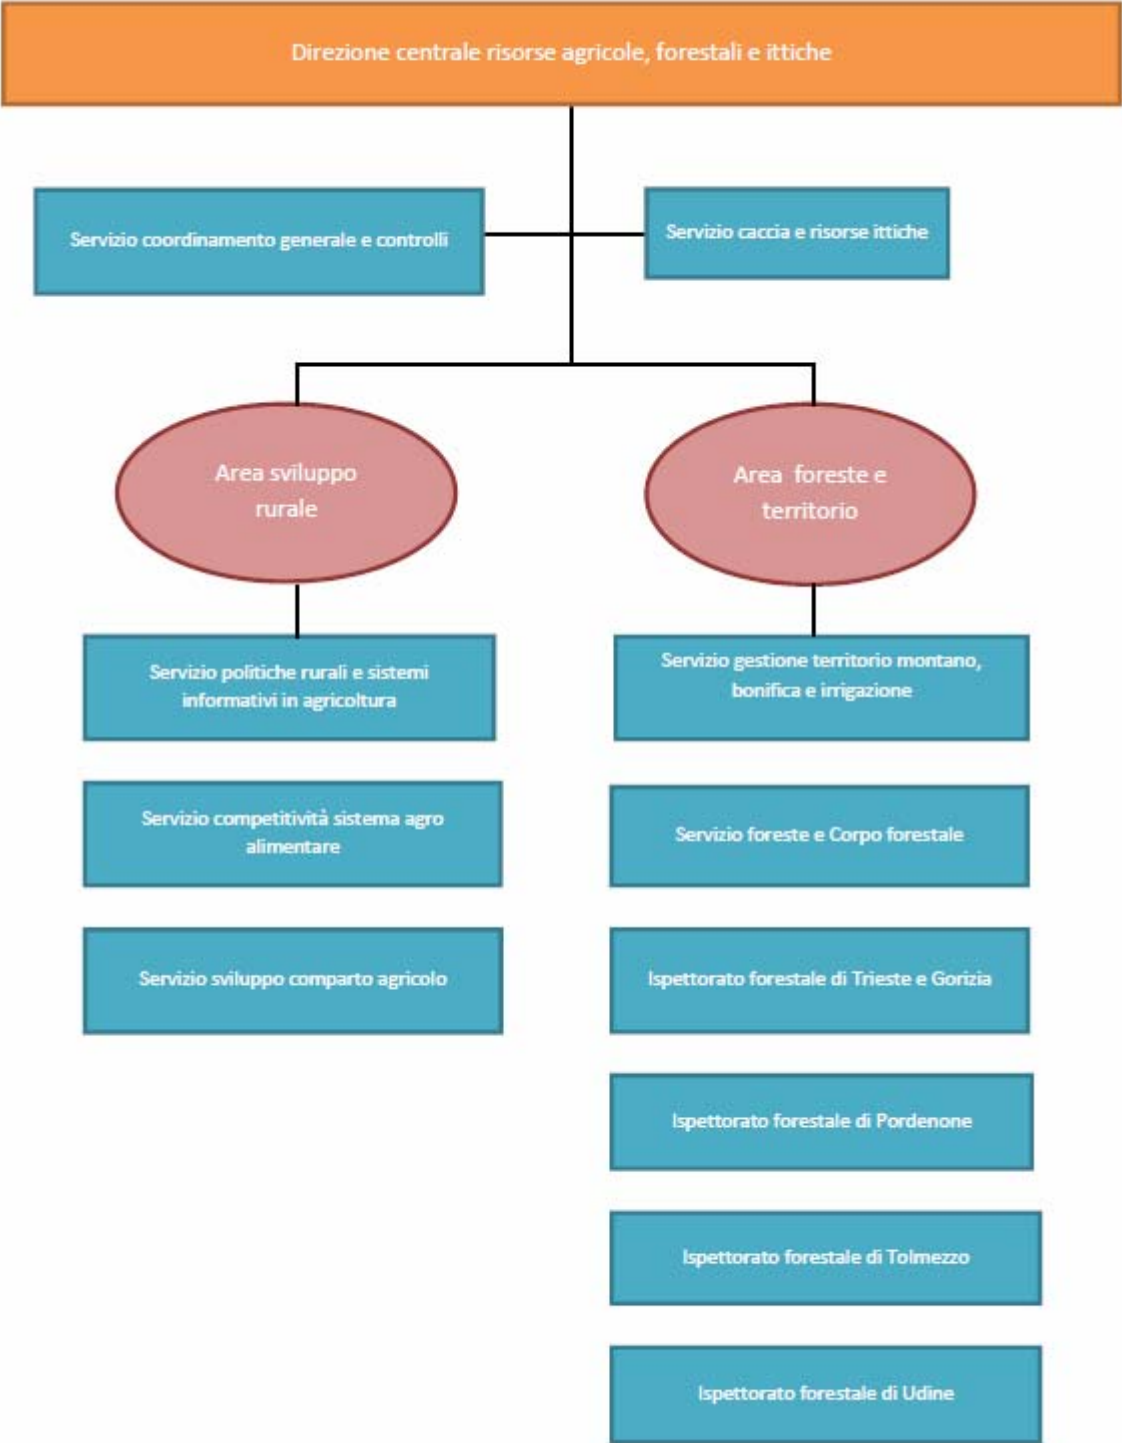 Direzione centrale risorse agricole, forestali e ittiche
Servizio coordinamento generale e controlli
Servizio caccia e risorse ittiche
Area sviluppo
rurale
Area foreste e
territorio
Servizio politiche rurali e sistemi
informativi in agricoltura
Servizio competitività sistema agro
alimentare
Servizio sviluppo comparto agricolo
Servizio gestione territorio montano,
bonifica e irrigazione
Servizio foreste e Corpo forestale
Ispettorato forestale di Trieste e Gorizia
Ispettorato forestale di Pordenone
Ispettorato forestale di Tolmezzo
Ispettorato forestale di Udine